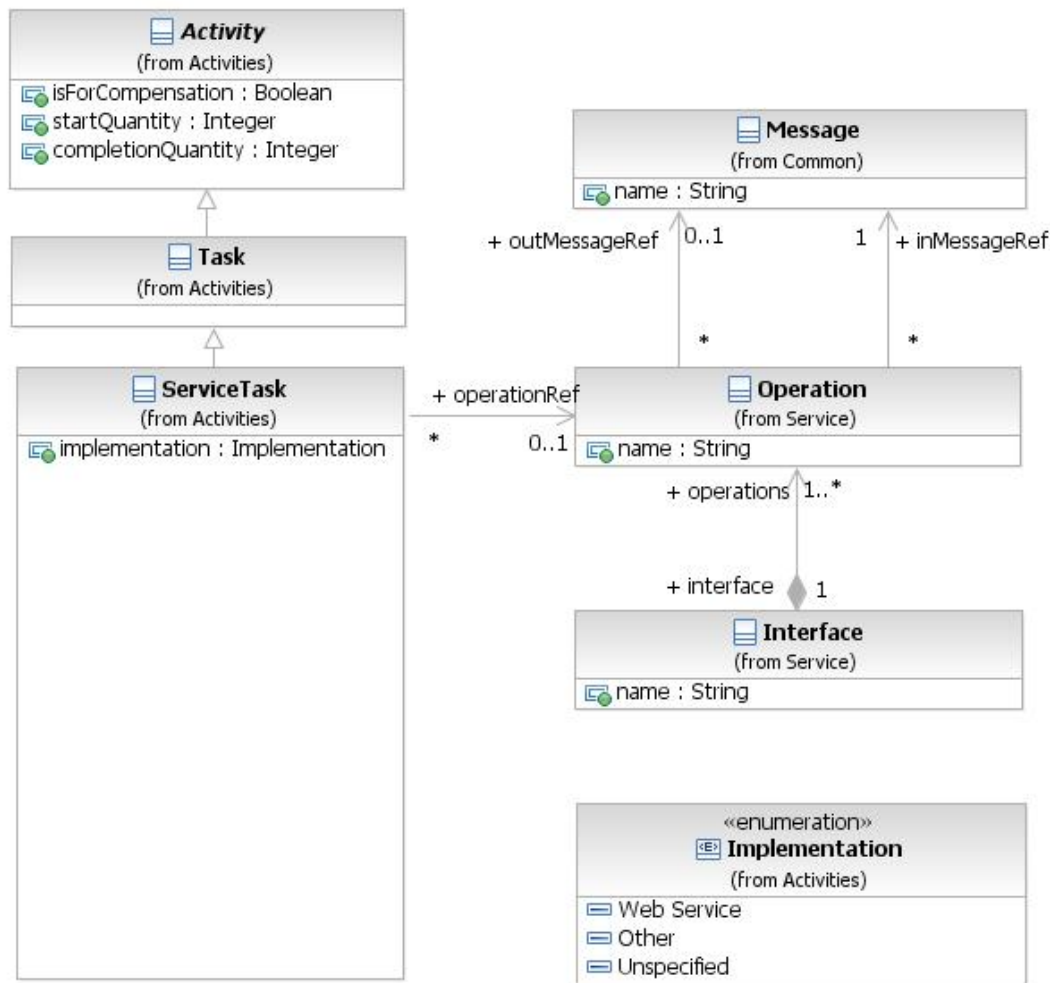 Activity
(from Activities)
isForCompensation : Boolean
startQuantity : Integer
completionQuantity : Integer
Task
(from Activities)
ServiceTask
(from Activities)
implementation : Implementation
Message
(from Common)
name : String
+ outMessageRef
0..1
1
+ inMessageRef
*
*
+ operationRef
*
0..1
Operation
(from Service)
name : String
+ operations
1..*
+ interface
1
Interface
(from Service)
name : String
«enumeration»
<E> Implementation
(from Activities)
Web Service
Other
Unspecified